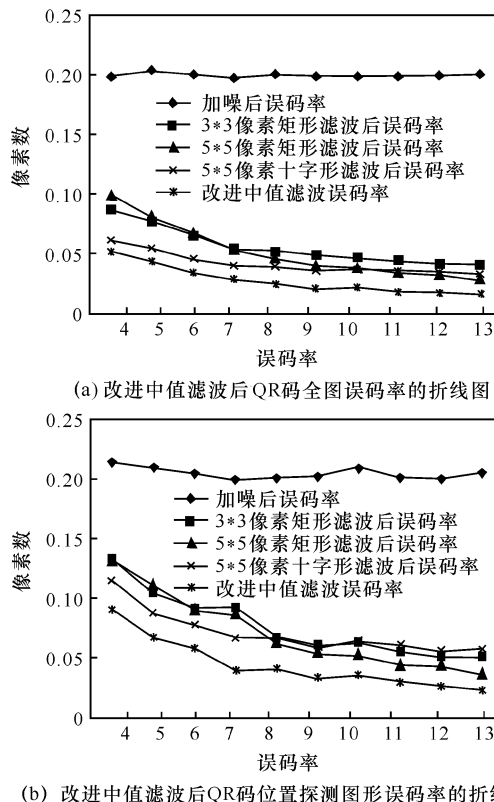 0.25
0.20
0.15
0.10
0.05
0
像素数
加噪后误码率
3*3像素矩形滤波后误码率
5*5像素矩形滤波后误码率
5*5像素十字形滤波后误码率
改进中值滤波误码率
4 5 6 7 8 9 10 11 12 13
误码率
(a) 改进中值滤波后QR码全图误码率的折线图
0.25
0.20
0.15
0.10
0.05
0
像素数
加噪后误码率
3*3像素矩形滤波后误码率
5*5像素矩形滤波后误码率
5*5像素十字形滤波后误码率
改进中值滤波误码率
4 5 6 7 8 9 10 11 12 13
误码率
(b) 改进中值滤波后QR码位置探测图形误码率的折